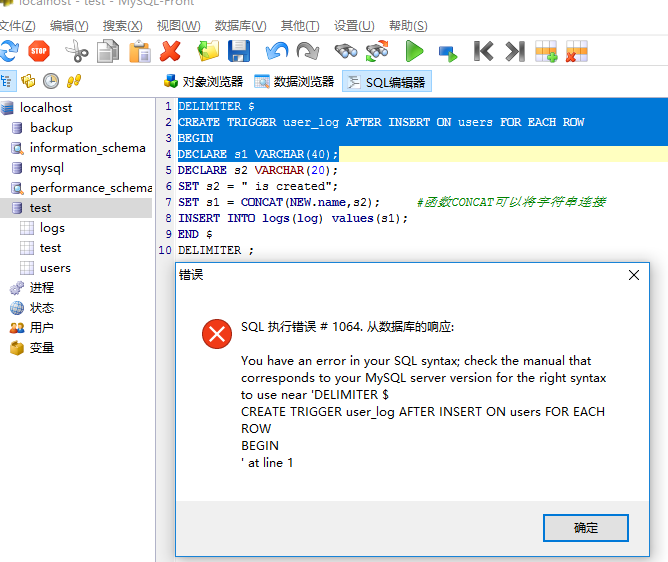 localhost - test - MySQL-Front
文件(Z) 编辑(Y) 搜索(X) 视图(W) 数据库(V) 其他(T) 设置(U) 帮助(S)
STOP
对象浏览器 数据浏览器 SQL编辑器
localhost
backup
information_schema
mysql
performance_schema
test
logs
test
users
进程
状态
用户
变量
1 DELIMITER $
2 CREATE TRIGGER user_log AFTER INSERT ON users FOR EACH ROW
3 BEGIN
4 DECLARE s1 VARCHAR(40);
5 DECLARE s2 VARCHAR(20);
6 SET s2 = " is created";
7 SET s1 = CONCAT(NEW.name,s2); #函数CONCAT可以将字符串连接
8 INSERT INTO logs(log) values(s1);
9 END $
10 DELIMITER ;
错误
SQL 执行错误 # 1064. 从数据库的响应:
You have an error in your SQL syntax; check the manual that
corresponds to your MySQL server version for the right syntax
to use near 'DELIMITER $
CREATE TRIGGER user_log AFTER INSERT ON users FOR EACH
ROW
BEGIN
' at line 1
确定